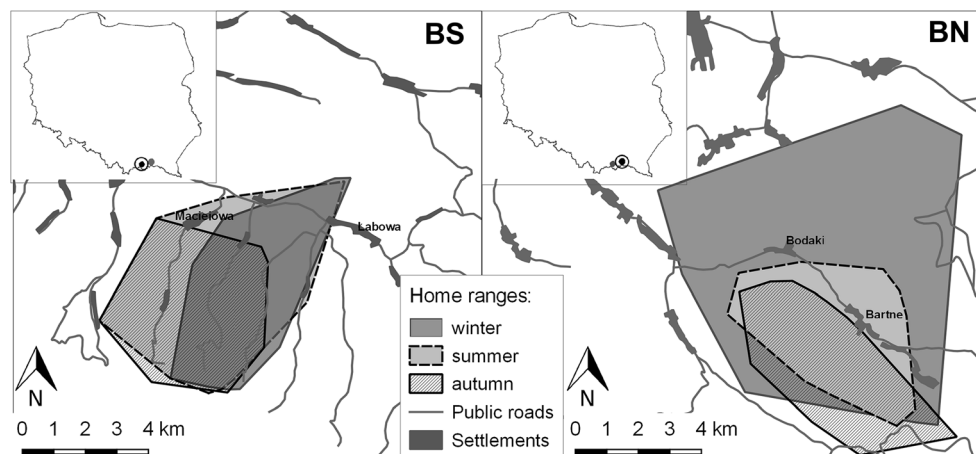 BS
BN
Maciejowa
Łabowa
Bodaki
Bartne
Home ranges:
winter
summer
autumn
Public roads
Settlements
N
N
0 1 2 3 4 km
0 1 2 3 4 km